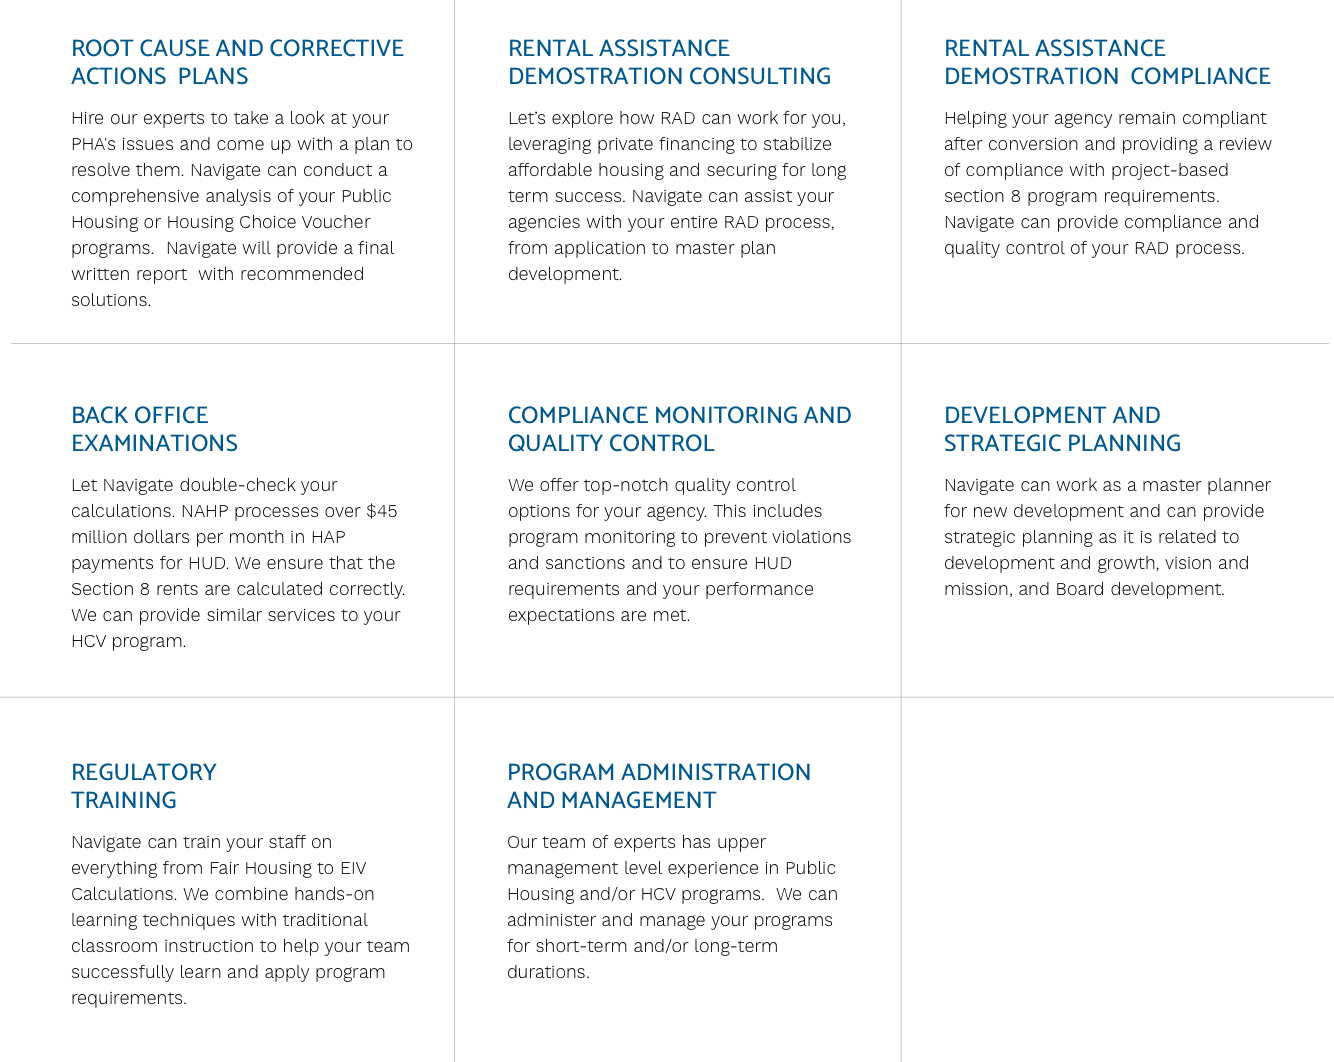 ROOT CAUSE AND CORRECTIVE
ACTIONS  PLANS
Hire our experts to take a look at your
PHA's issues and come up with a plan to
resolve them. Navigate can conduct a
comprehensive analysis of your Public
Housing or Housing Choice Voucher
programs.  Navigate will provide a final
written report  with recommended
solutions.
RENTAL ASSISTANCE
DEMOSTRATION CONSULTING
Let's explore how RAD can work for you,
leveraging private financing to stabilize
affordable housing and securing for long
term success. Navigate can assist your
agencies with your entire RAD process,
from application to master plan
development.
RENTAL ASSISTANCE
DEMOSTRATION  COMPLIANCE
Helping your agency remain compliant
after conversion and providing a review
of compliance with project-based
section 8 program requirements.
Navigate can provide compliance and
quality control of your RAD process.
BACK OFFICE
EXAMINATIONS
Let Navigate double-check your
calculations. NAHP processes over $45
million dollars per month in HAP
payments for HUD. We ensure that the
Section 8 rents are calculated correctly.
We can provide similar services to your
HCV program.
COMPLIANCE MONITORING AND
QUALITY CONTROL
We offer top-notch quality control
options for your agency. This includes
program monitoring to prevent violations
and sanctions and to ensure HUD
requirements and your performance
expectations are met.
DEVELOPMENT AND
STRATEGIC PLANNING
Navigate can work as a master planner
for new development and can provide
strategic planning as it is related to
development and growth, vision and
mission, and Board development.
REGULATORY
TRAINING
Navigate can train your staff on
everything from Fair Housing to EIV
Calculations. We combine hands-on
learning techniques with traditional
classroom instruction to help your team
successfully learn and apply program
requirements.
PROGRAM ADMINISTRATION
AND MANAGEMENT
Our team of experts has upper
management level experience in Public
Housing and/or HCV programs.  We can
administer and manage your programs
for short-term and/or long-term
durations.